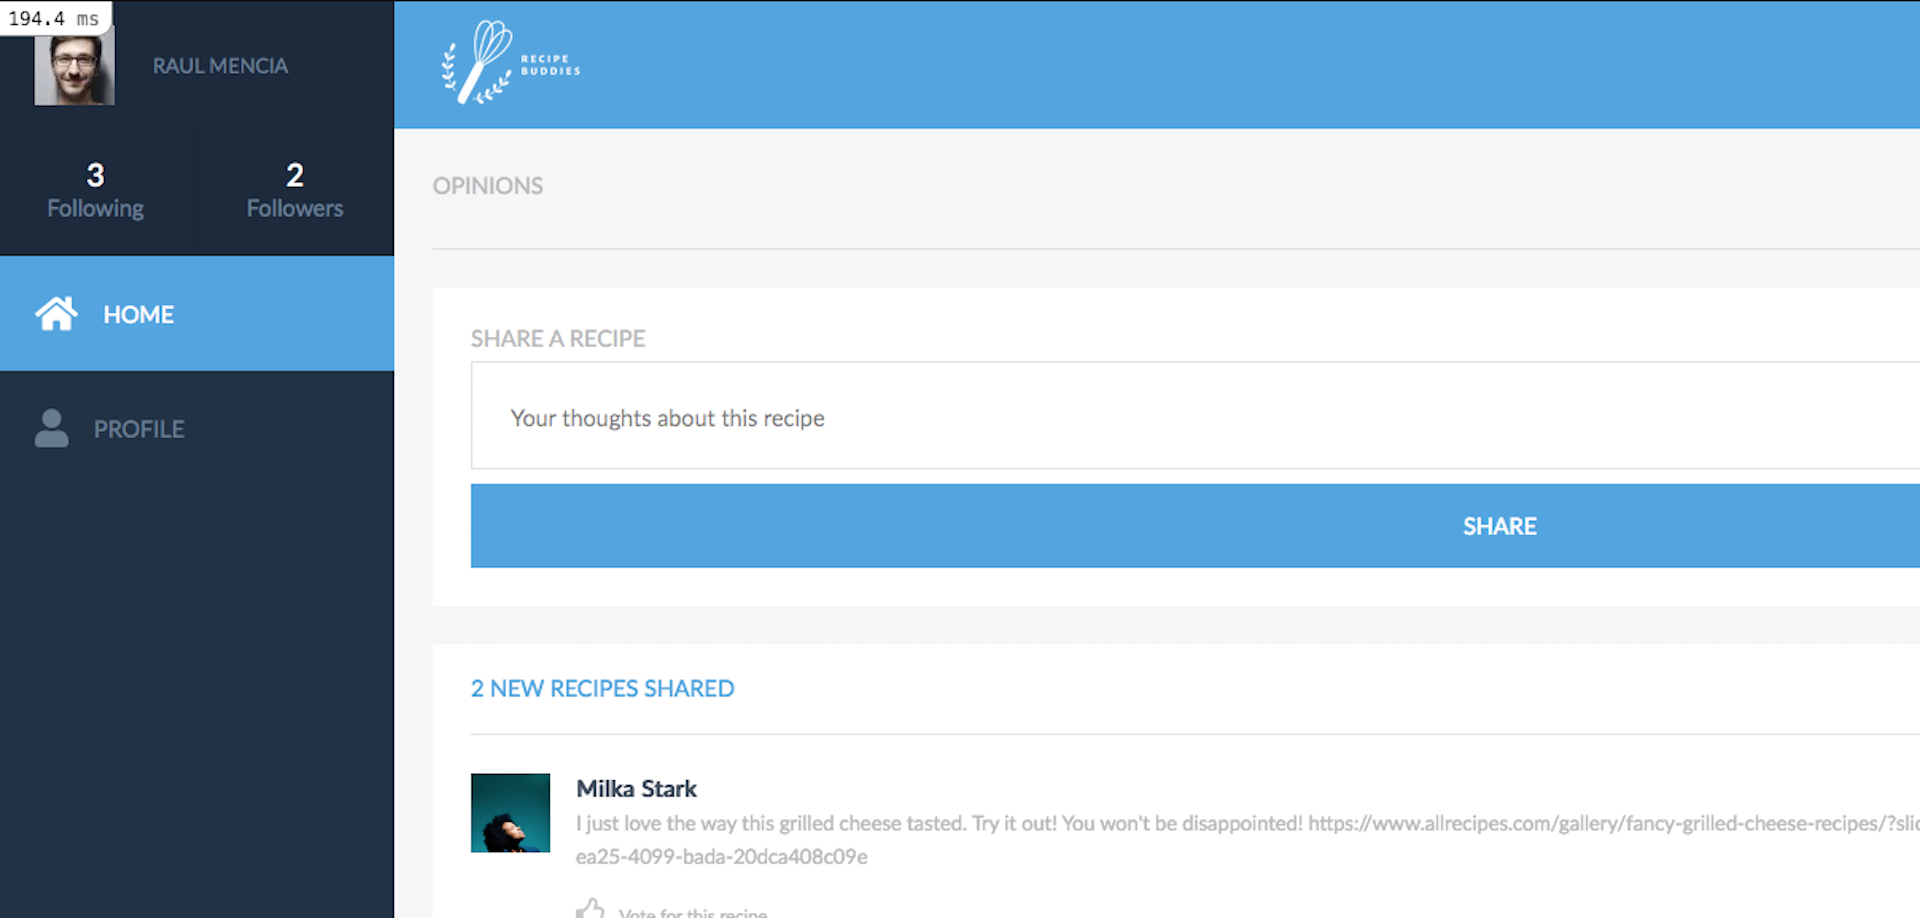 194.4 ms
RAUL MENCIA
RECIPE
BUDDIES
3
Following
2
Followers
HOME
PROFILE
OPINIONS
SHARE A RECIPE
Your thoughts about this recipe
SHARE
2 NEW RECIPES SHARED
Milka Stark
I just love the way this grilled cheese tasted. Try it out! You won't be disappointed! https://www.allrecipes.com/gallery/fancy-grilled-cheese-recipes/?slic
ea25-4099-bada-20dca408c09e
Vote for this recipe